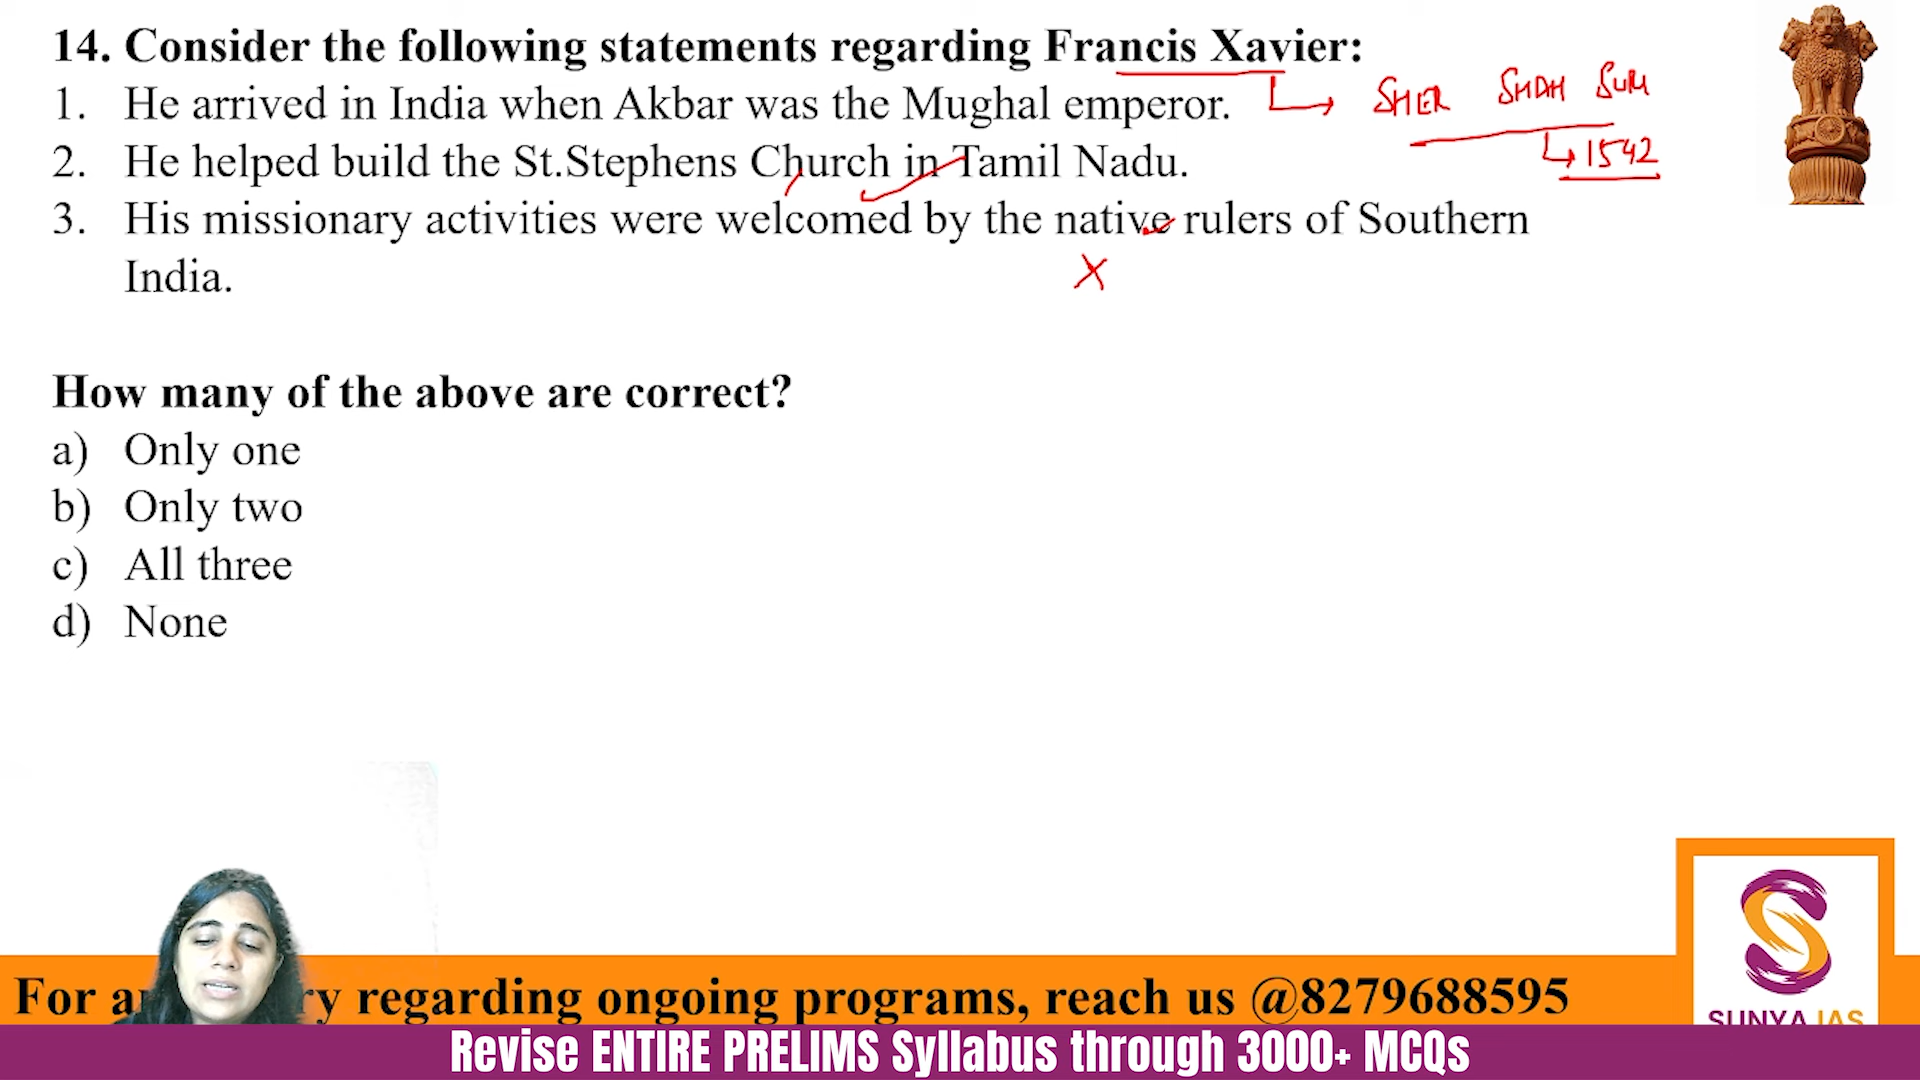 14. Consider the following statements regarding Francis Xavier:
1. He arrived in India when Akbar was the Mughal emperor.
SHER SHAH SURI
1542
2. He helped build the St.Stephens Church in Tamil Nadu.
3. His missionary activities were welcomed by the native rulers of Southern
India.
How many of the above are correct?
a) Only one
b) Only two
c) All three
d) None
For ry regarding ongoing programs, reach us @8279688595
SUNYA IAS
Revise ENTIRE PRELIMS Syllabus through 3000+ MCQs